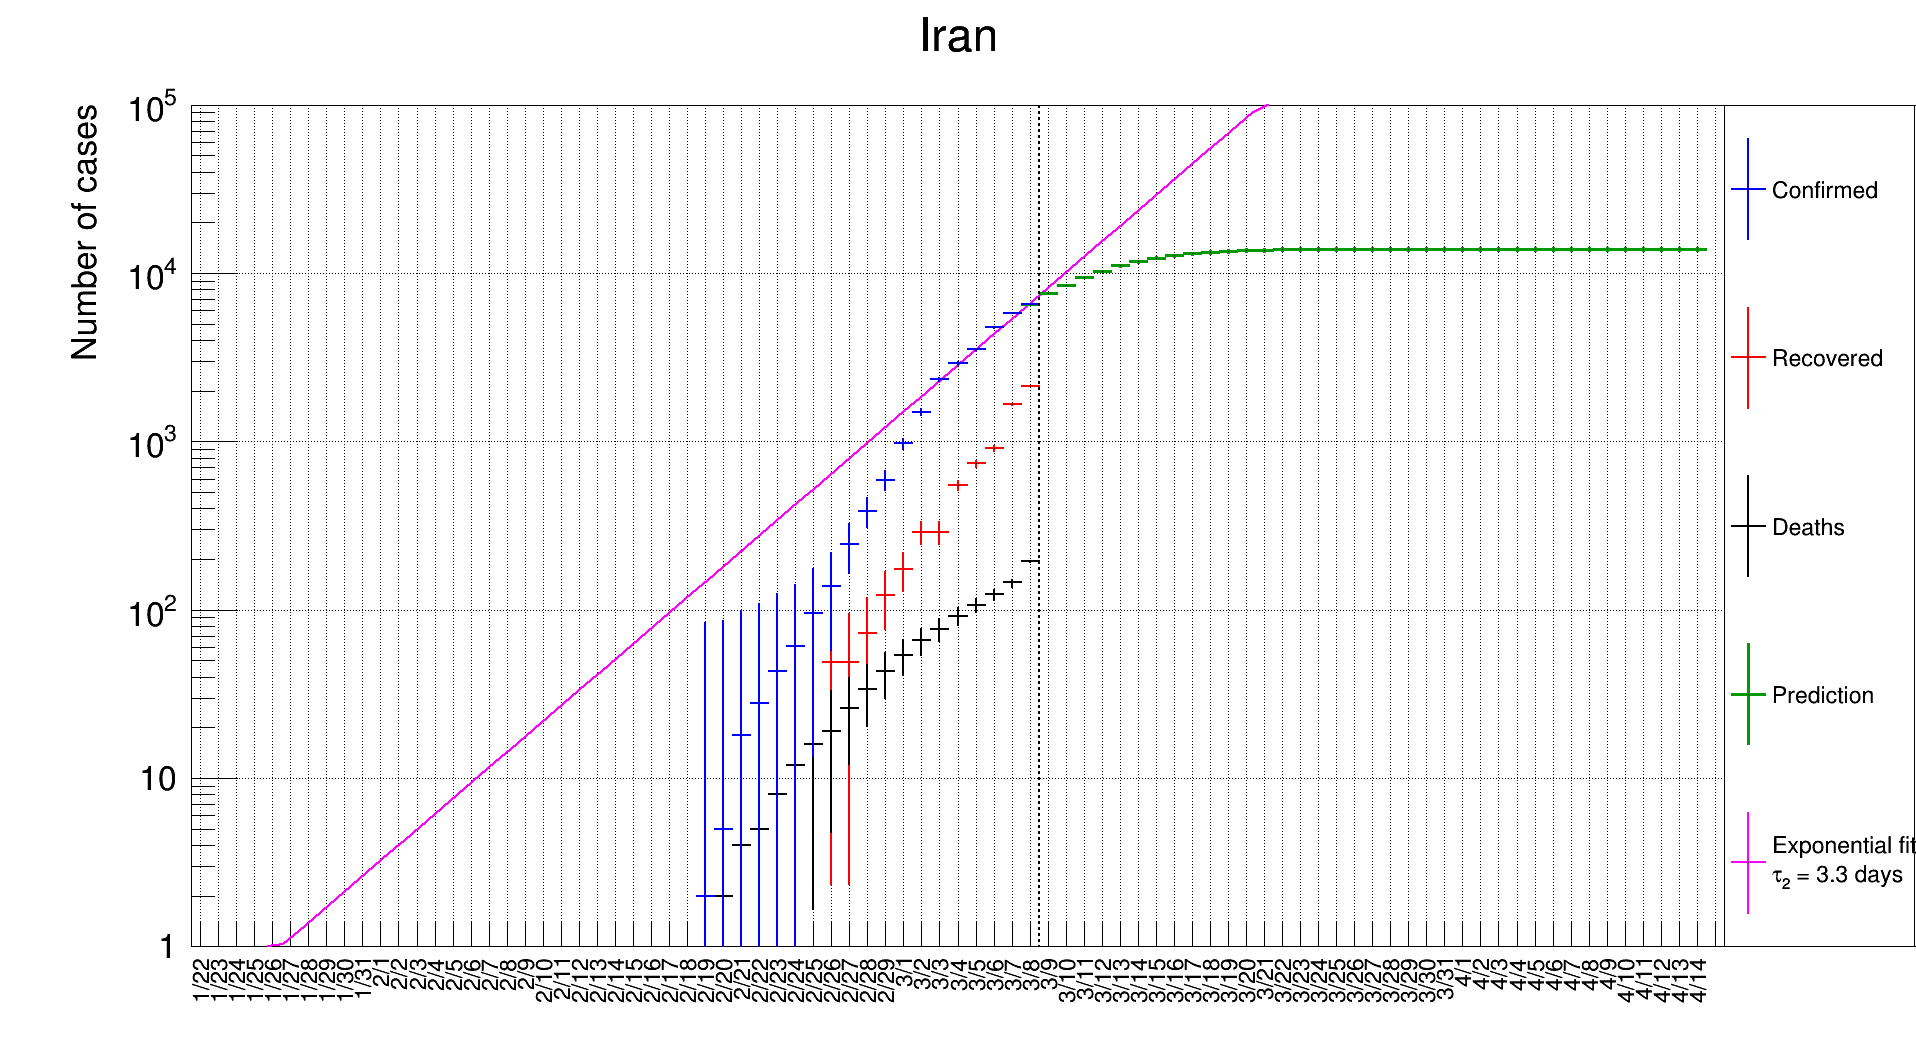 Iran
Number of cases
10^5
10^4
10^3
10^2
10
1
1/22 1/23 1/24 1/25 1/26 1/27 1/28 1/29 1/30 1/31 2/1 2/2 2/3 2/4 2/5 2/6 2/7 2/8 2/9 2/10 2/11 2/12 2/13 2/14 2/15 2/16 2/17 2/18 2/19 2/20 2/21 2/22 2/23 2/24 2/25 2/26 2/27 2/28 2/29 3/1 3/2 3/3 3/4 3/5 3/6 3/7 3/8 3/9 3/10 3/11 3/12 3/13 3/14 3/15 3/16 3/17 3/18 3/19 3/20 3/21 3/22 3/23 3/24 3/25 3/26 3/27 3/28 3/29 3/30 3/31 4/1 4/2 4/3 4/4 4/5 4/6 4/7 4/8 4/9 4/10 4/11 4/12 4/13 4/14
Confirmed
Recovered
Deaths
Prediction
Exponential fit
τ₂ = 3.3 days